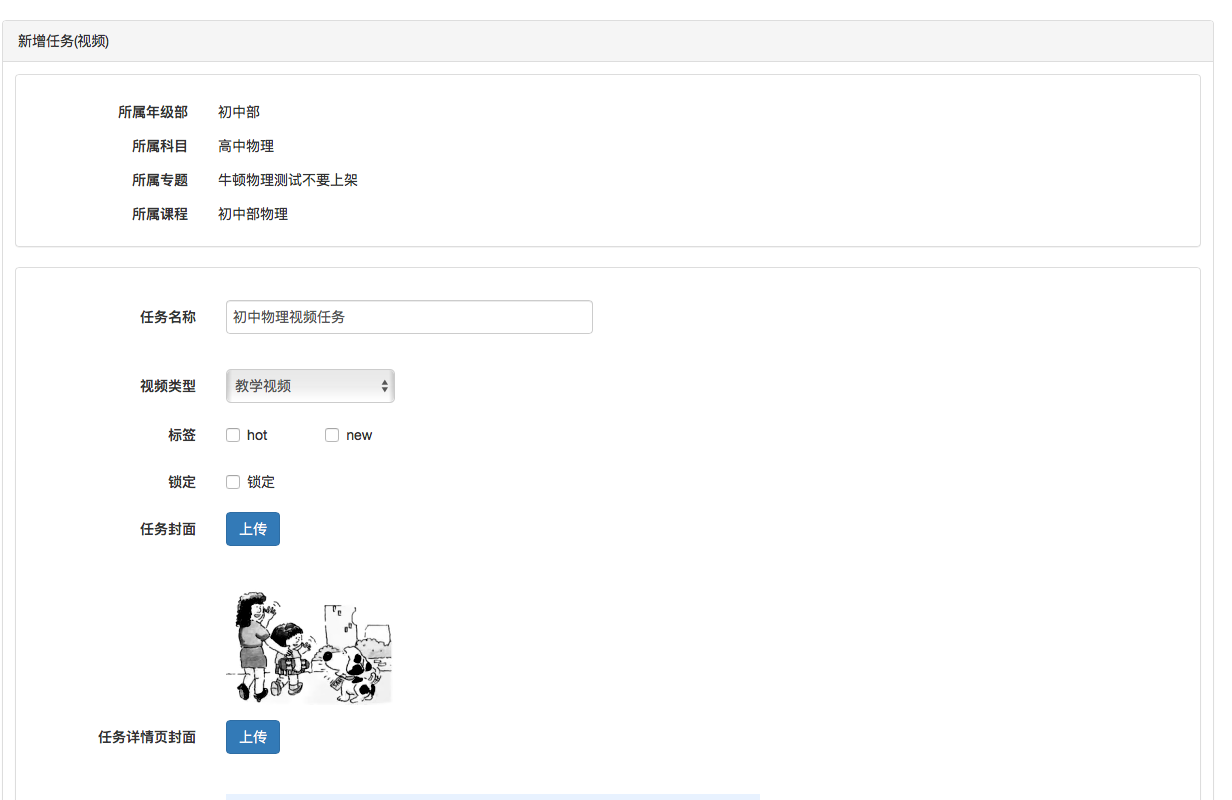 新增任务(视频)
所属年级部 初中部
所属科目 高中物理
所属专题 牛顿物理测试不要上架
所属课程 初中部物理
任务名称 初中物理视频任务
视频类型 教学视频
标签 hot new
锁定 锁定
任务封面 上传
任务详情页封面 上传